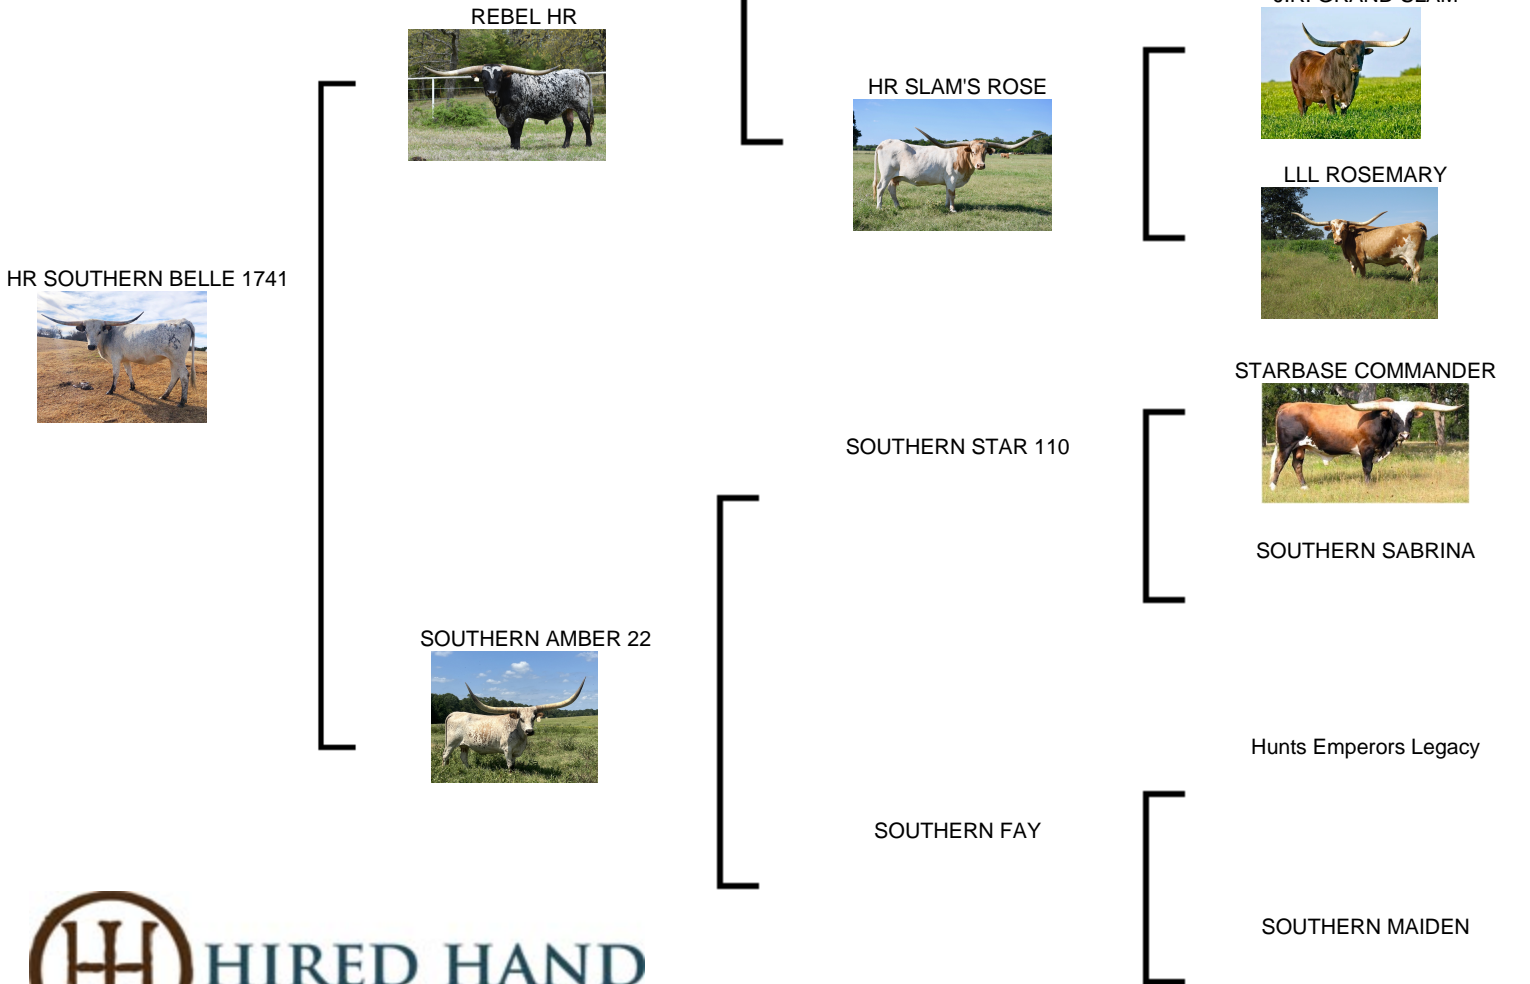 REBEL HR
HR SLAM'S ROSE
LLL ROSEMARY
HR SOUTHERN BELLE 1741
STARBASE COMMANDER
SOUTHERN STAR 110
SOUTHERN SABRINA
SOUTHERN AMBER 22
Hunts Emperors Legacy
SOUTHERN FAY
SOUTHERN MAIDEN
HIRED HAND